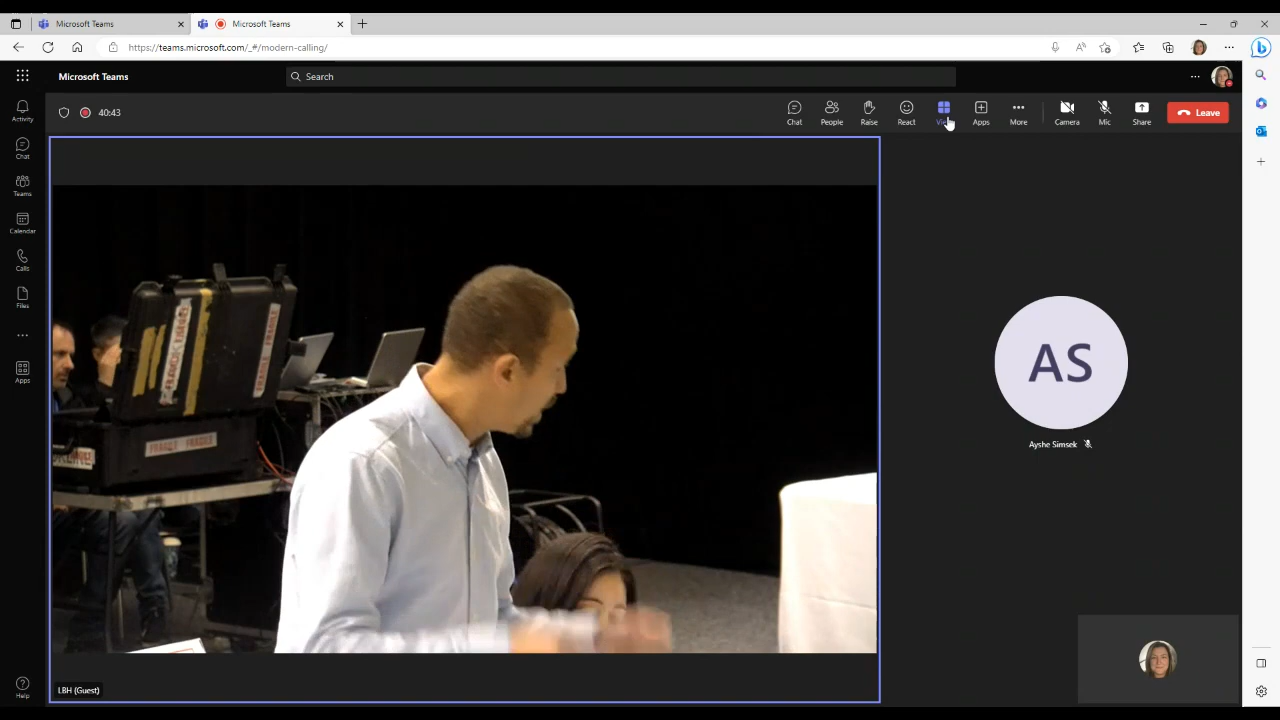 Microsoft Teams
Microsoft Teams
https://teams.microsoft.com/_#/modern-calling/
Microsoft Teams
Search
40:43
Chat
People
Raise
React
Apps
More
Camera
Mic
Share
Leave
Activity
Chat
Teams
Calendar
Calls
Files
Apps
Help
FRAGILE
FRAGILE FRAGILE
AS
Ayshe Simsek
LBH (Guest)